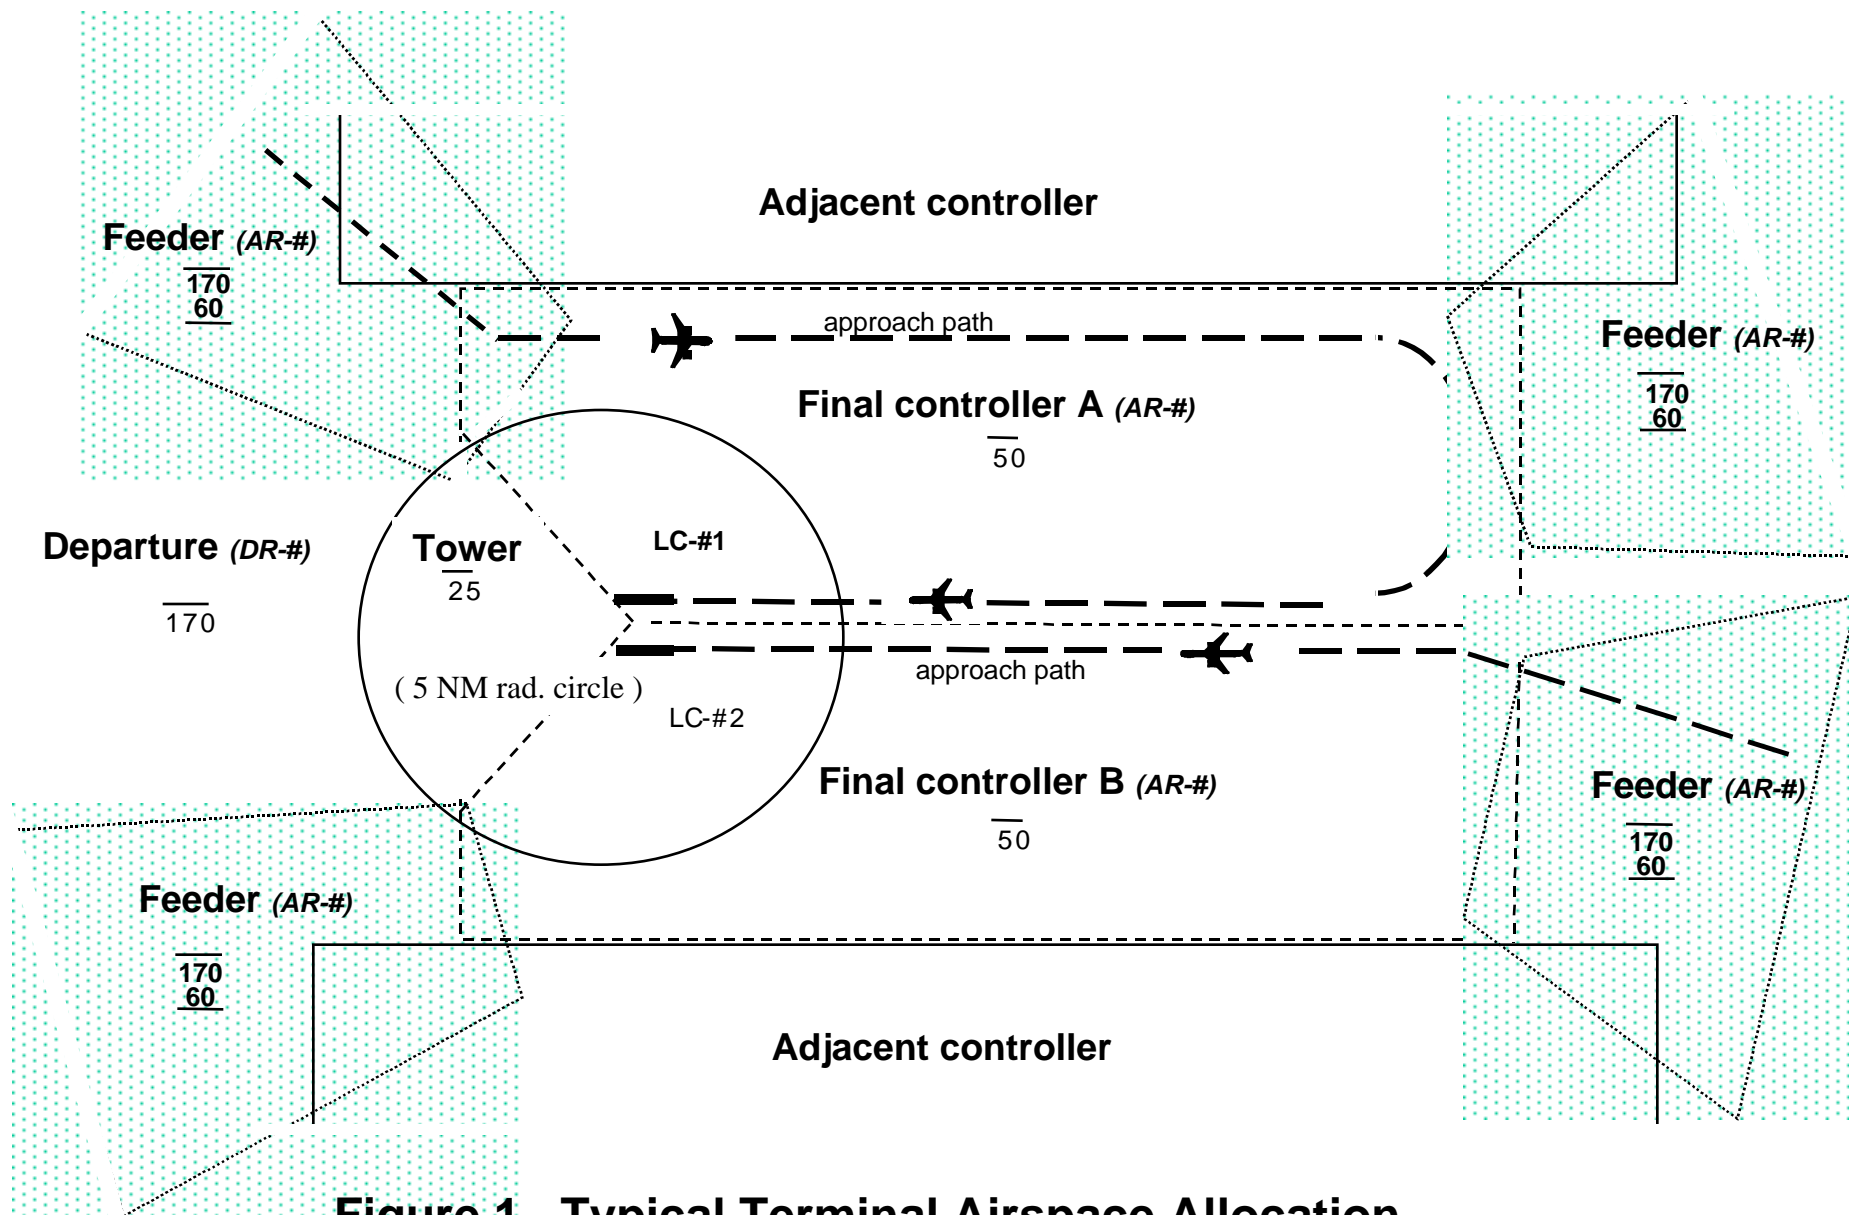 Adjacent controller
Feeder (AR-#)
170
60
approach path
Feeder (AR-#)
170
60
Final controller A (AR-#)
50
Departure (DR-#)
170
Tower
25
LC-#1
( 5 NM rad. circle )
LC-#2
approach path
Final controller B (AR-#)
50
Feeder (AR-#)
170
60
Feeder (AR-#)
170
60
Adjacent controller
Figure 1 Typical Terminal Airspace Allocation